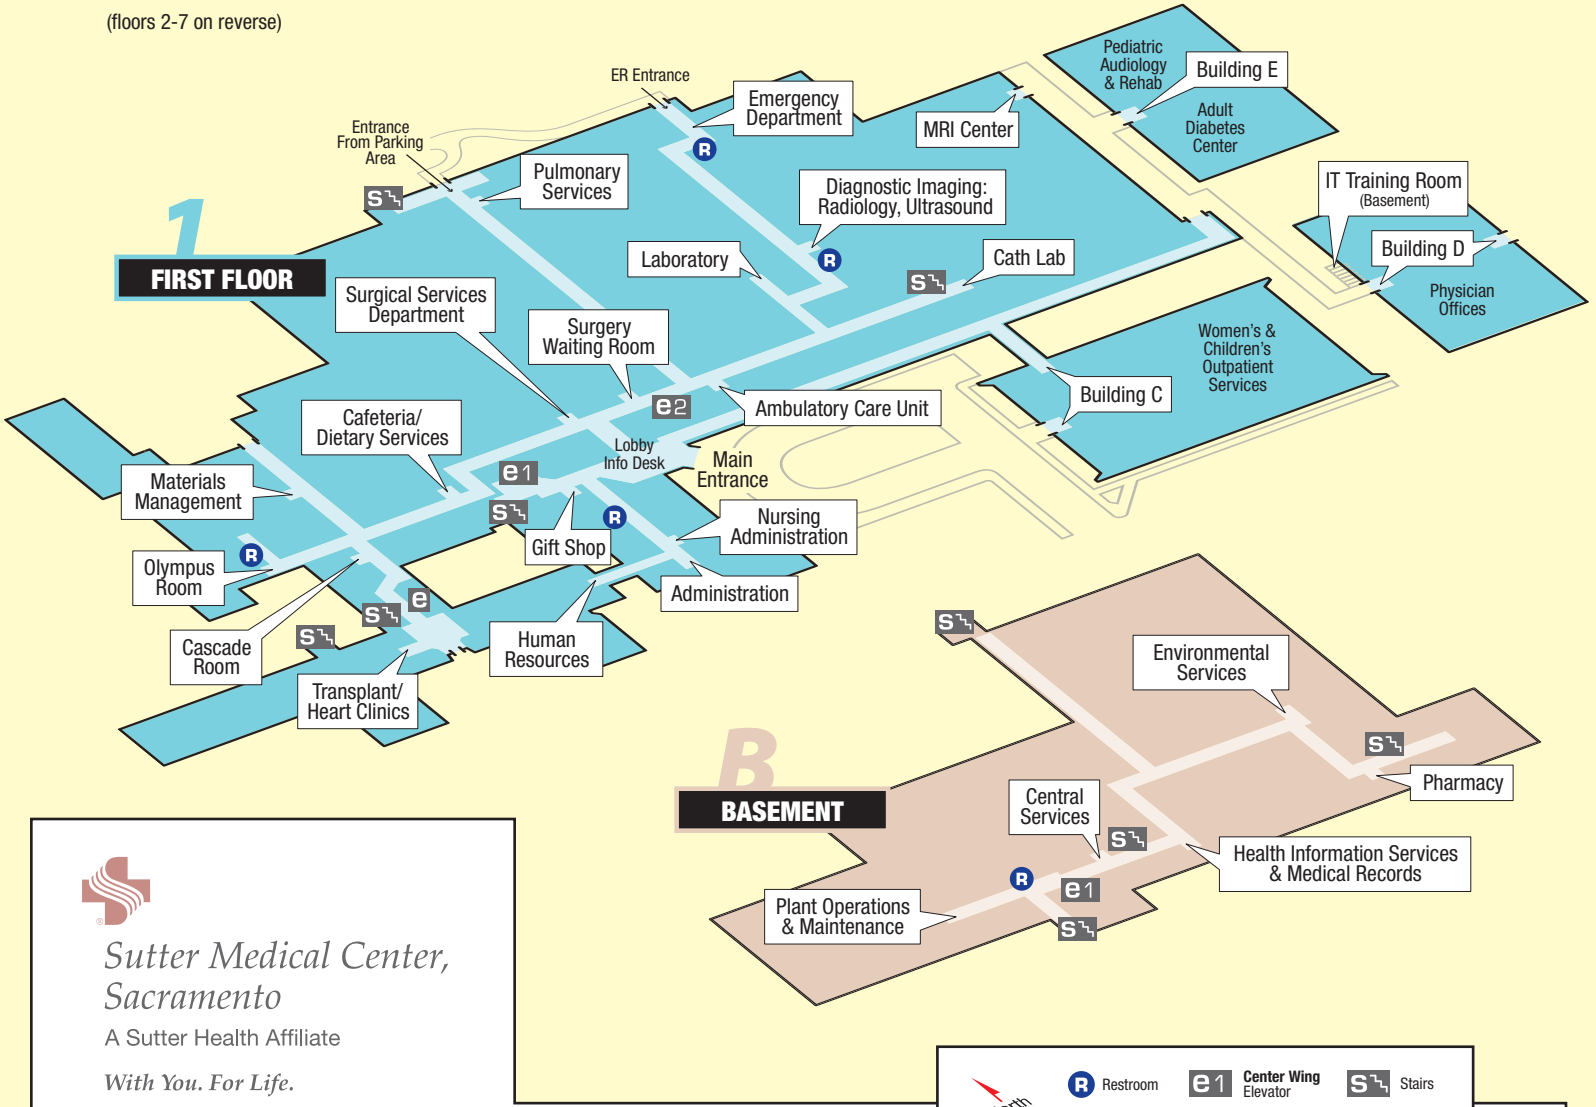 (floors 2-7 on reverse)
Pediatric
Audiology
& Rehab
Building E
ER Entrance
Emergency
Department
Adult
Diabetes
Center
MRI Center
R
Entrance
From Parking
Area
Pulmonary
Services
Diagnostic Imaging:
Radiology, Ultrasound
IT Training Room
(Basement)
S
1
FIRST FLOOR
Building D
Laboratory
R
Cath Lab
S
Physician
Offices
Surgical Services
Department
Surgery
Waiting Room
Women's &
Children's
Outpatient
Services
Building C
Cafeteria/
Dietary Services
e2
Ambulatory Care Unit
Lobby
Info Desk
Main
Entrance
e1
Materials
Management
S
R
Nursing
Administration
Gift Shop
R
Olympus
Room
Administration
e
S
S
Cascade
Room
Human
Resources
Transplant/
Heart Clinics
S
Environmental
Services
S
B
BASEMENT
Pharmacy
Central
Services
S
Health Information Services
& Medical Records
R
e1
Plant Operations
& Maintenance
S
®
Sutter Medical Center,
Sacramento
A Sutter Health Affiliate
With You. For Life.
R Restroom
e1 Center Wing
Elevator
S Stairs